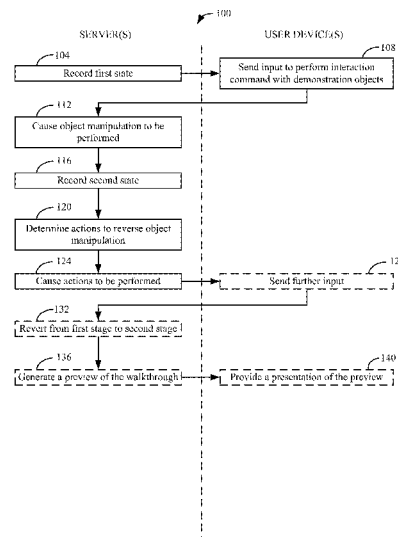 100
SERVER(S)
USER DEVICE(S)
104
Record first state
108
Send input to perform interaction
command with demonstration objects
112
Cause object manipulation to be
performed
116
Record second state
120
Determine actions to reverse object
manipulation
124
Cause actions to be performed
12
Send further input
132
Revert from first stage to second stage
136
Generate a preview of the walkthrough
140
Provide a presentation of the preview